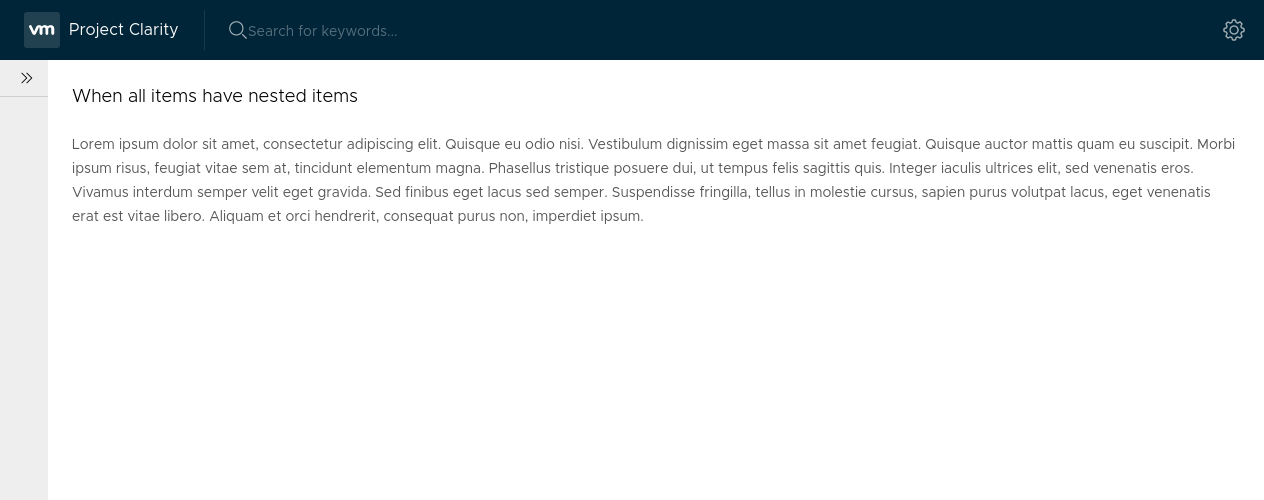 vm Project Clarity Search for keywords...
When all items have nested items
Lorem ipsum dolor sit amet, consectetur adipiscing elit. Quisque eu odio nisi. Vestibulum dignissim eget massa sit amet feugiat. Quisque auctor mattis quam eu suscipit. Morbi
ipsum risus, feugiat vitae sem at, tincidunt elementum magna. Phasellus tristique posuere dui, ut tempus felis sagittis quis. Integer iaculis ultrices elit, sed venenatis eros.
Vivamus interdum semper velit eget gravida. Sed finibus eget lacus sed semper. Suspendisse fringilla, tellus in molestie cursus, sapien purus volutpat lacus, eget venenatis
erat est vitae libero. Aliquam et orci hendrerit, consequat purus non, imperdiet ipsum.